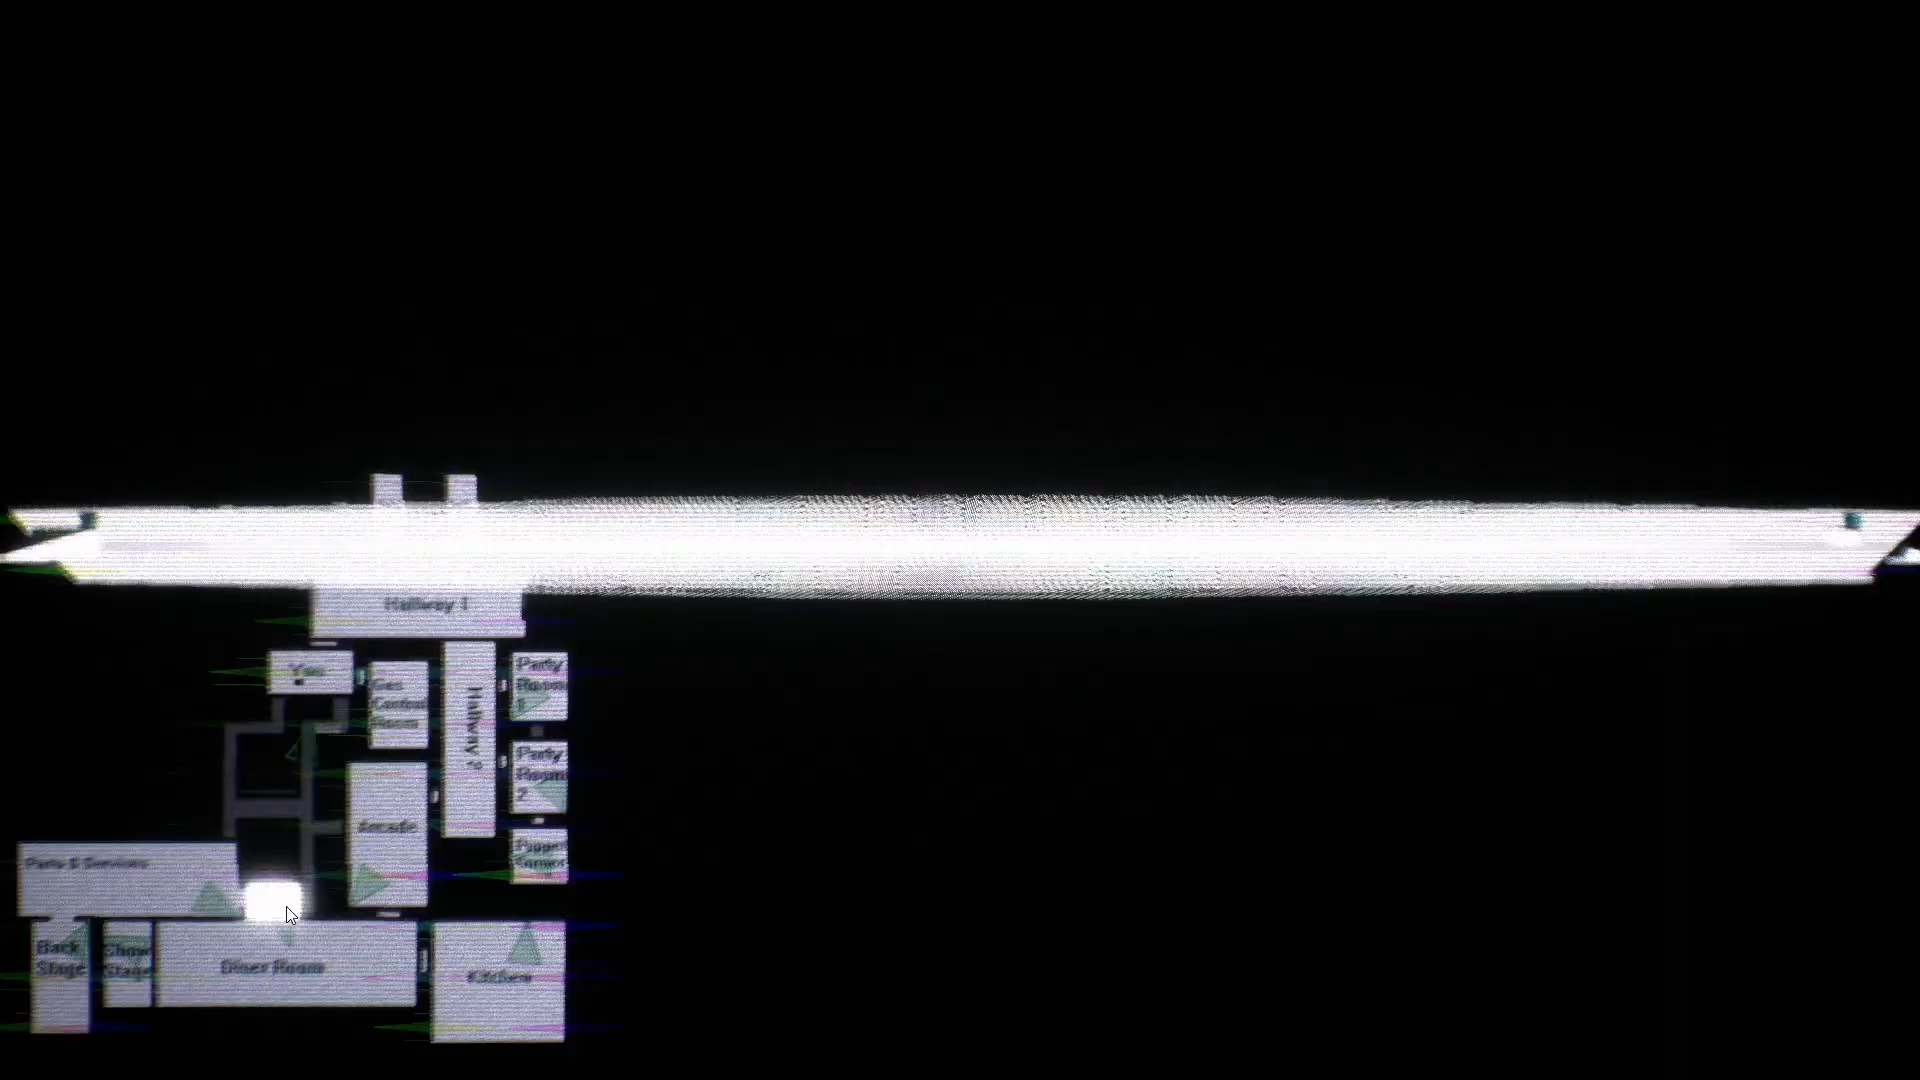 Hallway 1
You
Gas
Control
Room
Hallway 2
Party
Room
1
Party
Room
2
Arcade
Party & Services
Back
Stage
Show
Stage
Diner Room
Kitchen